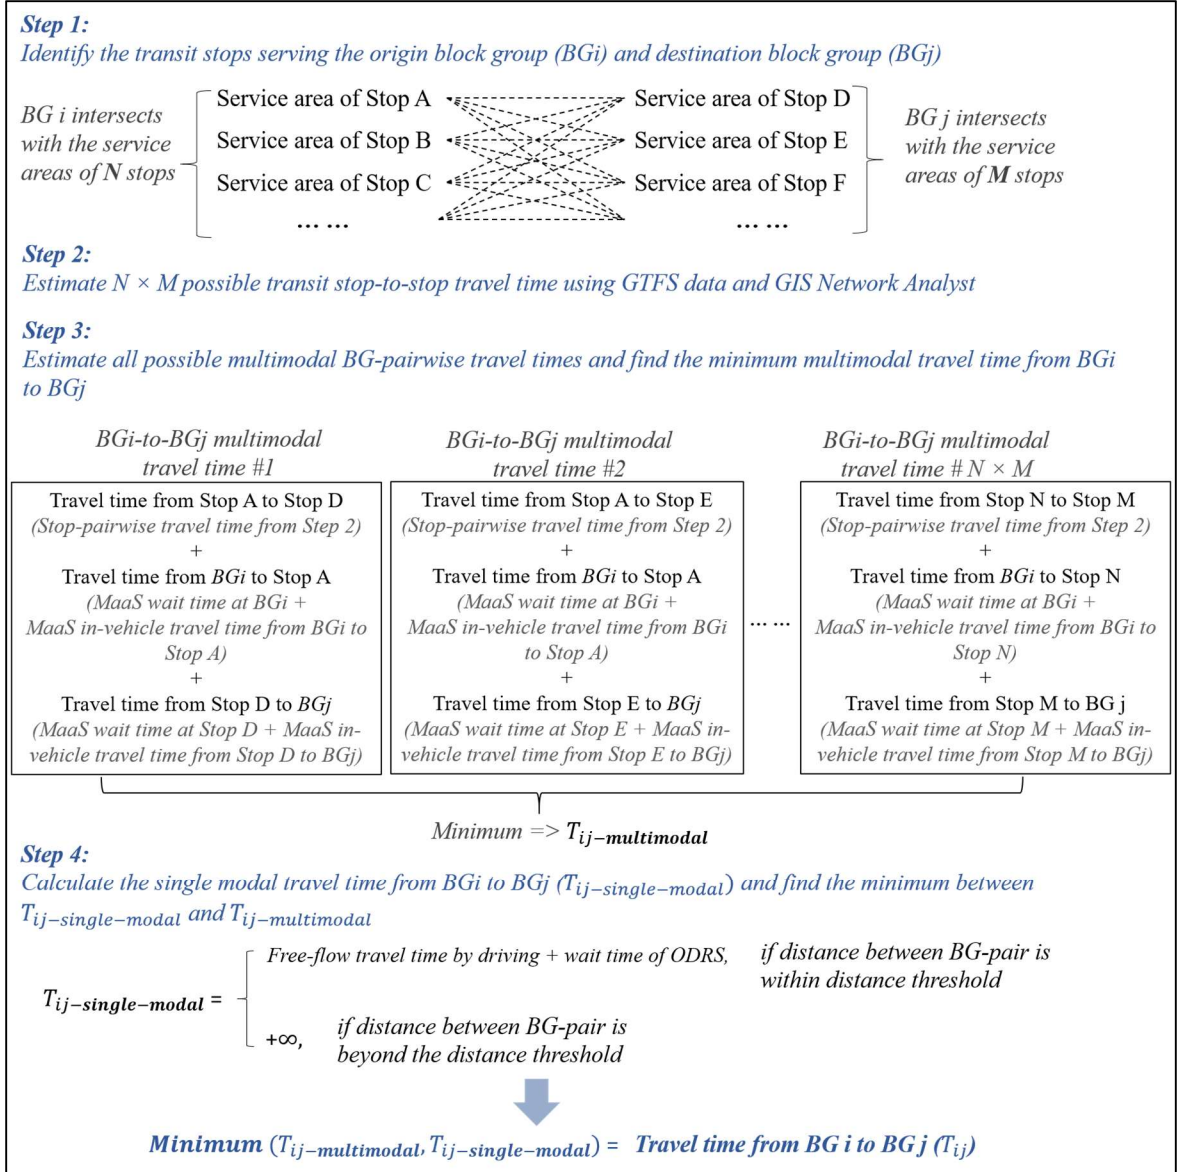 Step 1:
Identify the transit stops serving the origin block group (BGi) and destination block group (BGj)
BG i intersects
with the service
areas of N stops
Service area of Stop A
Service area of Stop B
Service area of Stop C
... ...
Service area of Stop D
Service area of Stop E
Service area of Stop F
... ...
BG j intersects
with the service
areas of M stops
Step 2:
Estimate N × M possible transit stop-to-stop travel time using GTFS data and GIS Network Analyst
Step 3:
Estimate all possible multimodal BG-pairwise travel times and find the minimum multimodal travel time from BGi
to BGj
BGi-to-BGj multimodal
travel time #1
Travel time from Stop A to Stop D
(Stop-pairwise travel time from Step 2)
+
Travel time from BGi to Stop A
(MaaS wait time at BGi +
MaaS in-vehicle travel time from BGi to
Stop A)
+
Travel time from Stop D to BGj
(MaaS wait time at Stop D + MaaS in-
vehicle travel time from Stop D to BGj)
BGi-to-BGj multimodal
travel time #2
Travel time from Stop A to Stop E
(Stop-pairwise travel time from Step 2)
+
Travel time from BGi to Stop A
(MaaS wait time at BGi +
MaaS in-vehicle travel time from BGi
to Stop A)
+
Travel time from Stop E to BGj
(MaaS wait time at Stop E + MaaS in-
vehicle travel time from Stop E to BGj)
... ...
BGi-to-BGj multimodal
travel time # N × M
Travel time from Stop N to Stop M
(Stop-pairwise travel time from Step 2)
+
Travel time from BGi to Stop N
(MaaS wait time at BGi +
MaaS in-vehicle travel time from BGi to
Stop N)
+
Travel time from Stop M to BG j
(MaaS wait time at Stop M + MaaS in-
vehicle travel time from Stop M to BGj)
Minimum => T_{ij−multimodal}
Step 4:
Calculate the single modal travel time from BGi to BGj (T_{ij−single−modal}) and find the minimum between
T_{ij−single−modal} and T_{ij−multimodal}
T_{ij−single−modal} =
Free-flow travel time by driving + wait time of ODRS,
if distance between BG-pair is
within distance threshold
+∞,
if distance between BG-pair is
beyond the distance threshold
Minimum (T_{ij−multimodal}, T_{ij−single−modal}) = Travel time from BG i to BG j (T_{ij})